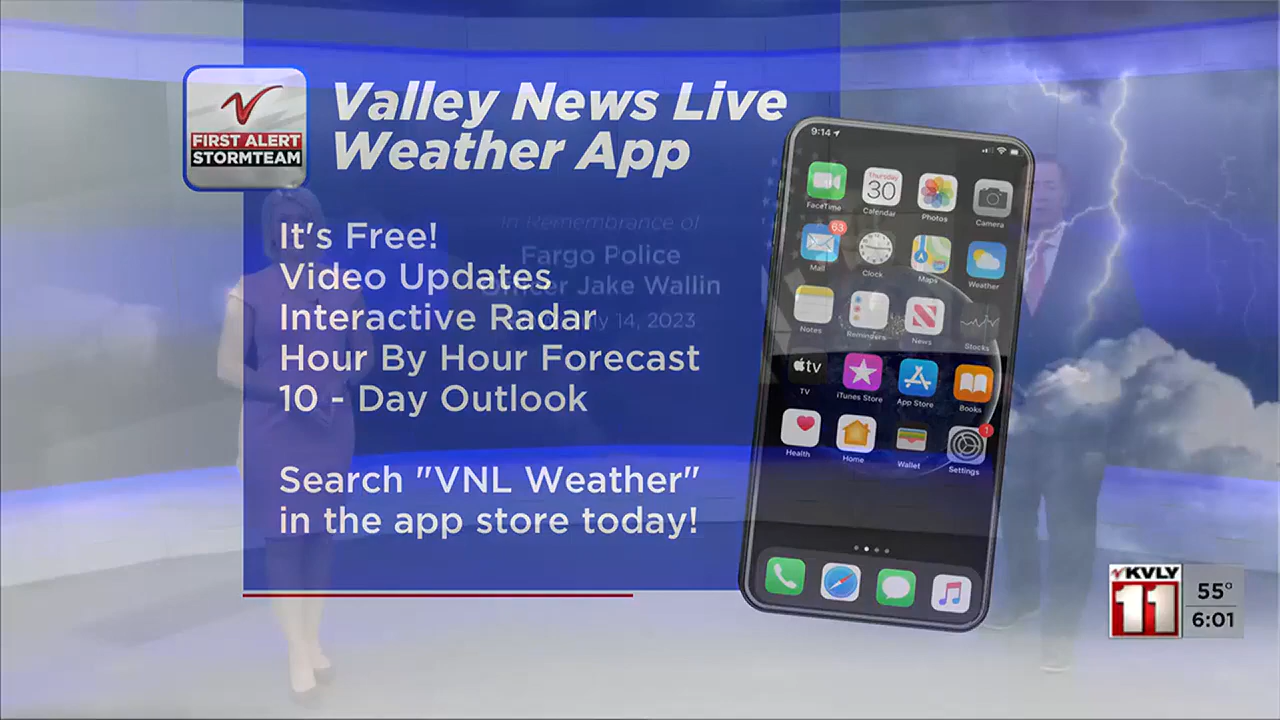 Valley News Live
Weather App
FIRST ALERT
STORMTEAM
It's Free!
Video Updates
Interactive Radar
Hour By Hour Forecast
10 - Day Outlook
Search "VNL Weather"
in the app store today!
In Remembrance of
Fargo Police
Officer Jake Wallin
14, 2023
9:14
FaceTime
Thursday
30
Calendar
Photos
Camera
63
Mail
Clock
Maps
Weather
Notes
Reminders
News
Stocks
tv
TV
iTunes Store
App Store
Books
Health
Home
Wallet
1
Settings
KVLY
11
55°
6:01